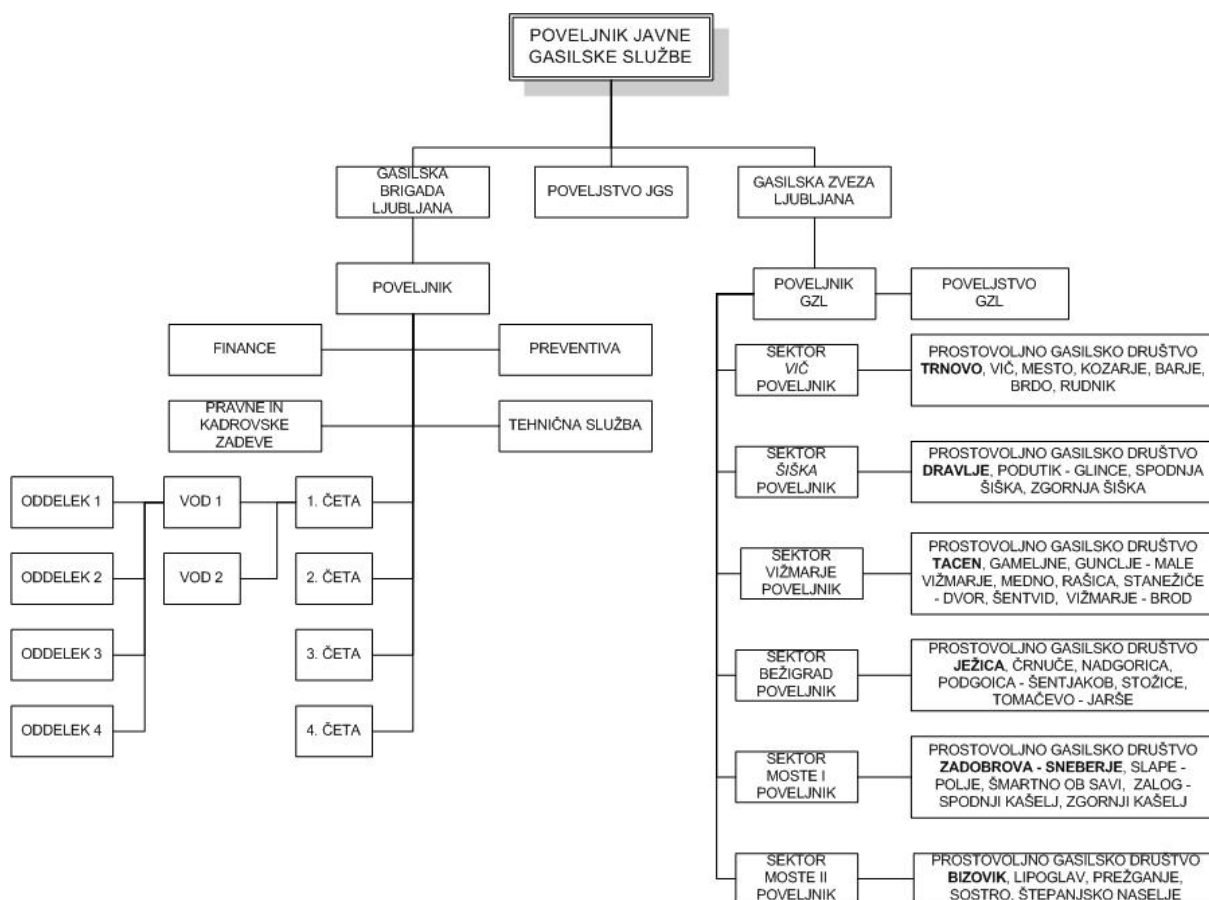 POVELJNIK JAVNE
GASILSKE SLUŽBE
GASILSKA
BRIGADA
LJUBLJANA
POVELJSTVO JGS
GASILSKA ZVEZA
LJUBLJANA
POVELJNIK
POVELJNIK
GZL
POVELJSTVO
GZL
FINANCE
PREVENTIVA
PRAVNE IN
KADROVSKE
ZADEVE
TEHNIČNA SLUŽBA
ODDELEK 1
VOD 1
1. ČETA
ODDELEK 2
VOD 2
2. ČETA
ODDELEK 3
3. ČETA
ODDELEK 4
4. ČETA
SEKTOR
VIČ
POVELJNIK
PROSTOVOLJNO GASILSKO DRUŠTVO
TRNOVO, VIČ, MESTO, KOZARJE, BARJE,
BRDO, RUDNIK
SEKTOR
ŠIŠKA
POVELJNIK
PROSTOVOLJNO GASILSKO DRUŠTVO
DRAVLJE, PODUTIK - GLINCE, SPODNJA
ŠIŠKA, ZGORNJA ŠIŠKA
SEKTOR
VIŽMARJE
POVELJNIK
PROSTOVOLJNO GASILSKO DRUŠTVO
TACEN, GAMELJNE, GUNCLJE - MALE
VIŽMARJE, MEDNO, RAŠICA, STANEŽIČE
- DVOR, ŠENTVID, VIŽMARJE - BROD
SEKTOR
BEŽIGRAD
POVELJNIK
PROSTOVOLJNO GASILSKO DRUŠTVO
JEŽICA, ČRNUČE, NADGORICA,
PODGOICA - ŠENTJAKOB, STOŽICE,
TOMAČEVO - JARŠE
SEKTOR
MOSTE I
POVELJNIK
PROSTOVOLJNO GASILSKO DRUŠTVO
ZADOBROVA - SNEBERJE, SLAPE -
POLJE, ŠMARTNO OB SAVI, ZALOG -
SPODNJI KAŠELJ, ZGORNJI KAŠELJ
SEKTOR
MOSTE II
POVELJNIK
PROSTOVOLJNO GASILSKO DRUŠTVO
BIZOVIK, LIPOGLAV, PREŽGANJE,
SOSTRO, ŠTEPANJSKO NASELJE